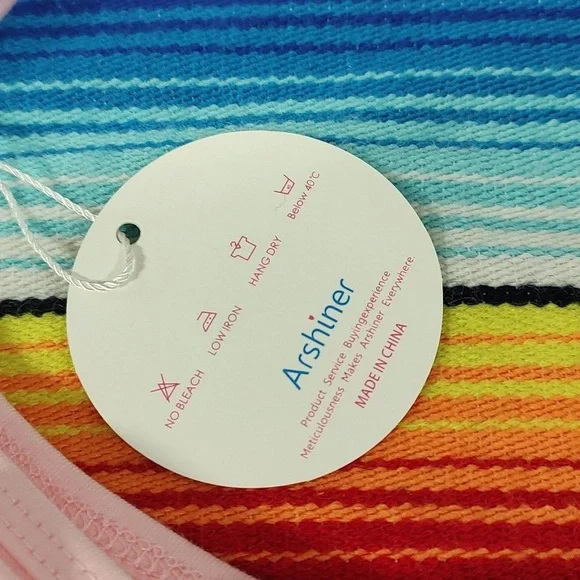 NO BLEACH
LOW IRON
HANG DRY
Below 40℃
Arshiner
Product Service Buyingexperience
Meticulousness Makes Arshiner Everywhere.
MADE IN CHINA